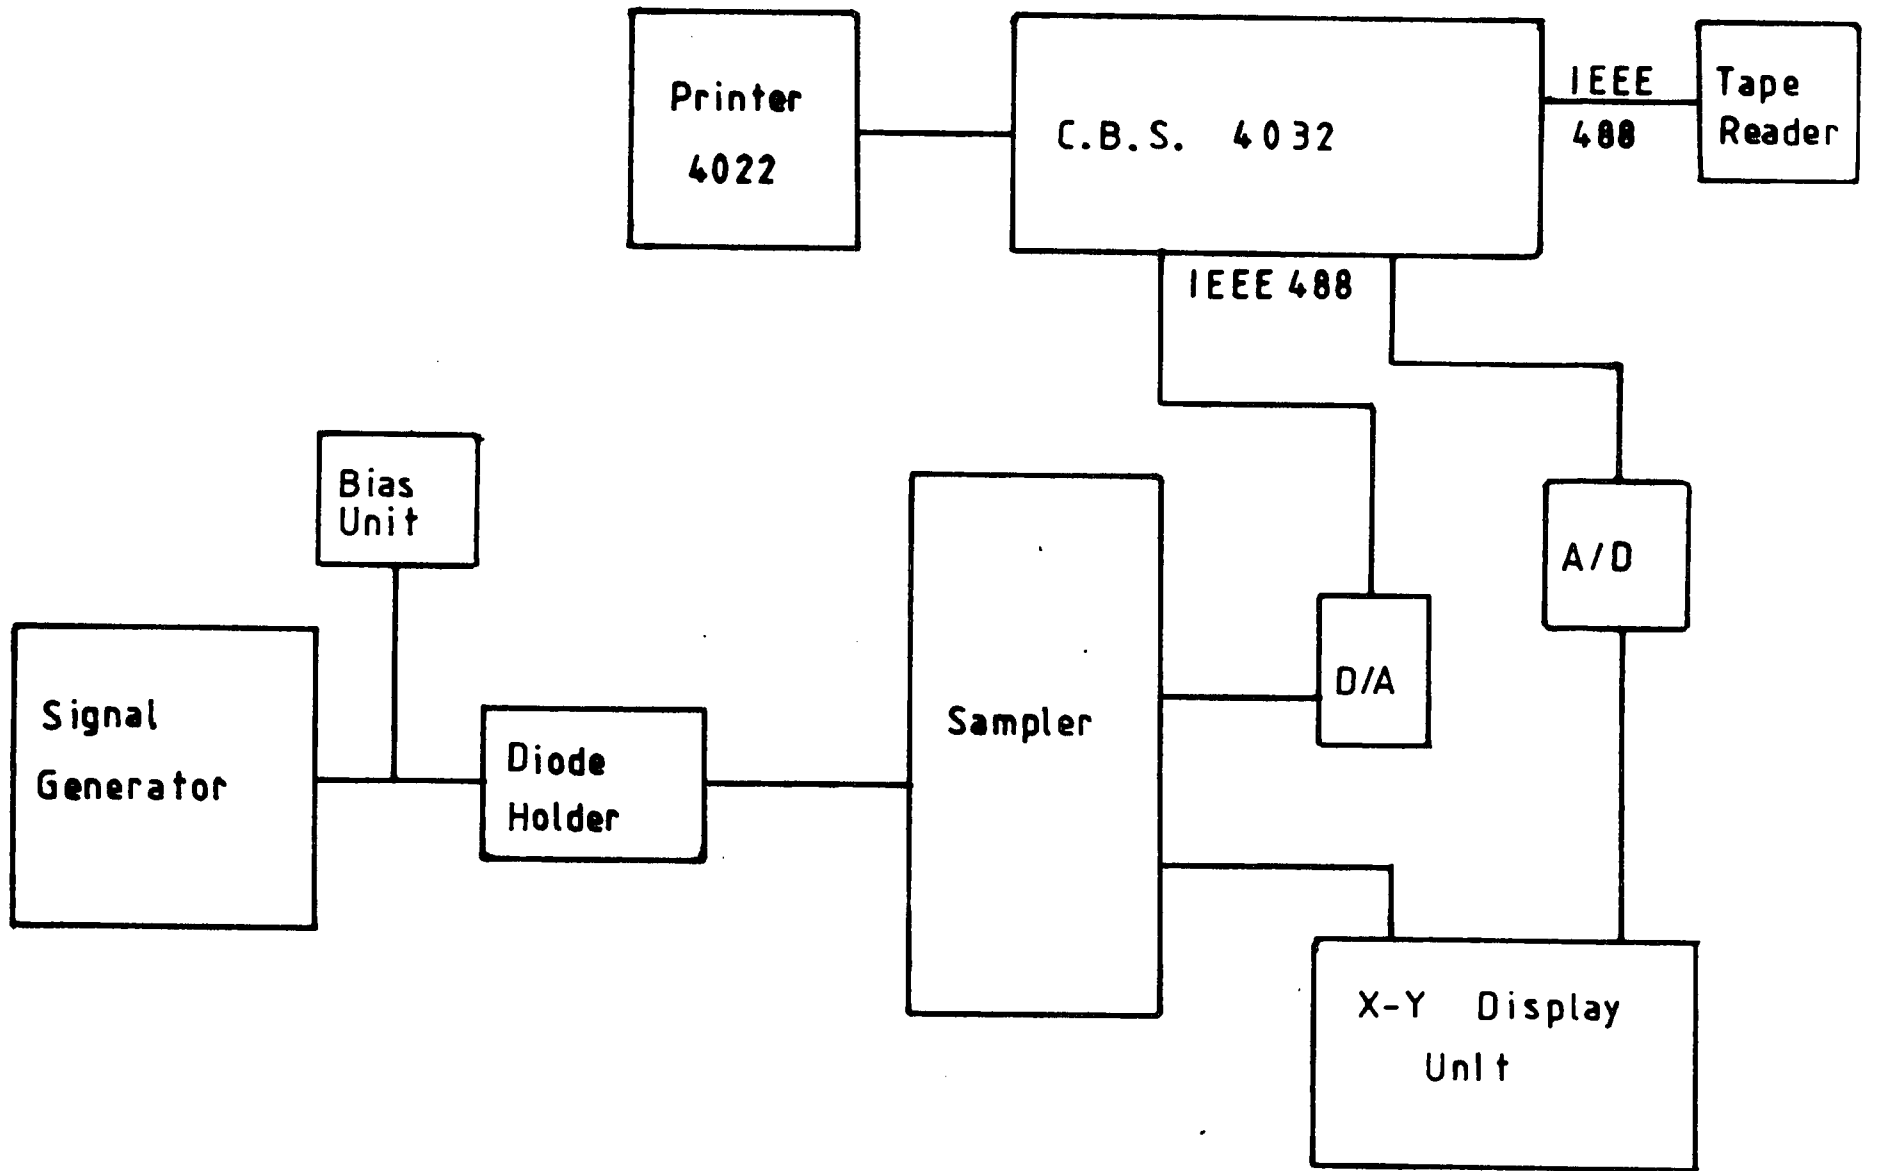 Printer
4022
C.B.S. 4032
IEEE
488
Tape
Reader
IEEE 488
Bias
Unit
A/D
D/A
Signal
Generator
Diode
Holder
Sampler
X-Y Display
UnIt